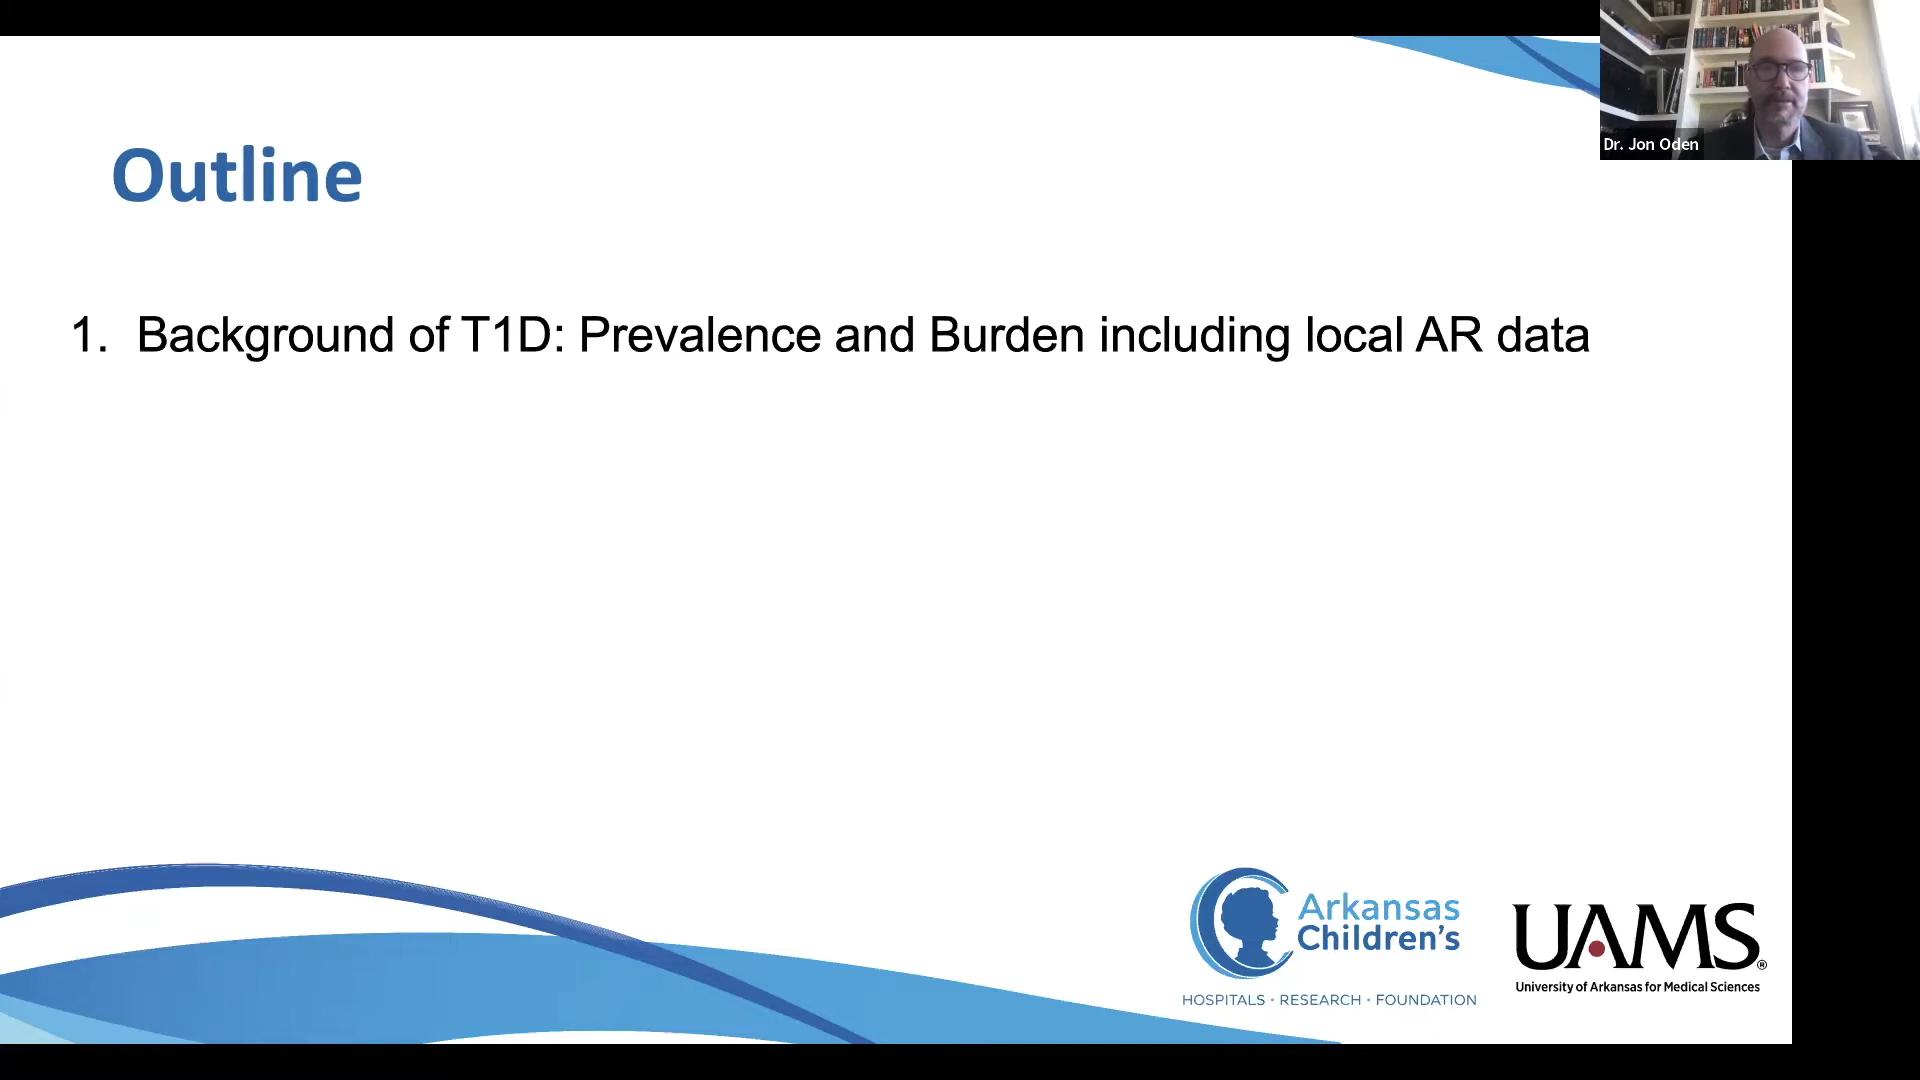 Dr. Jon Oden
Outline
1. Background of T1D: Prevalence and Burden including local AR data
Arkansas
Children's
HOSPITALS • RESEARCH • FOUNDATION
UAMS®
University of Arkansas for Medical Sciences